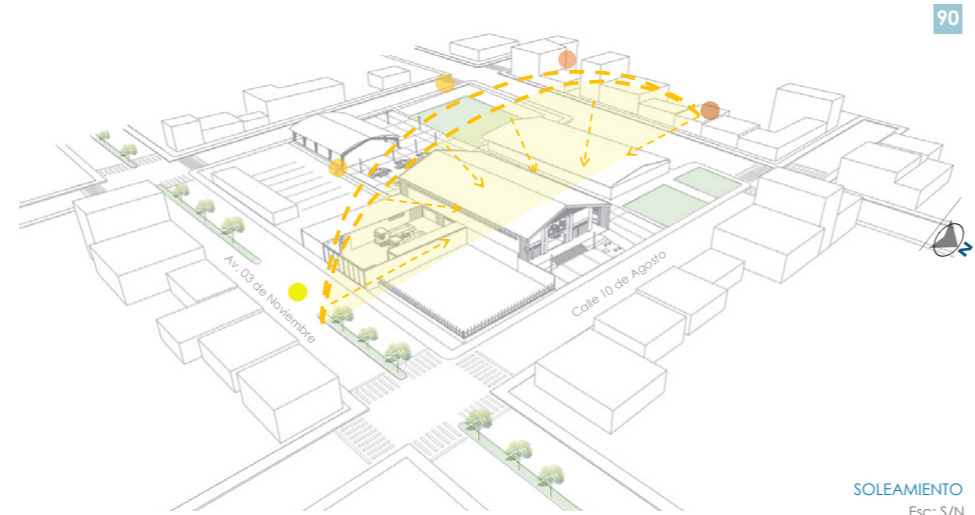 90
Av. 03 de Noviembre
Calle 10 de Agosto
N
SOLEAMIENTO
Esc: S/N